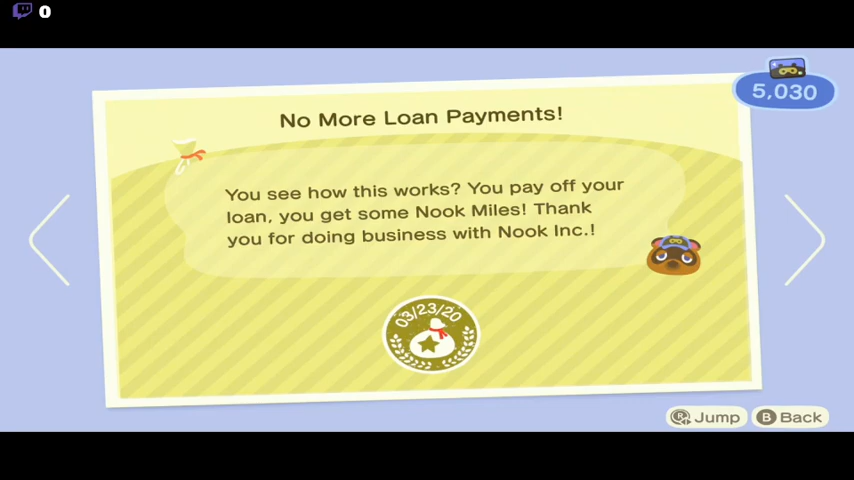 0
5,030
No More Loan Payments!
You see how this works? You pay off your
loan, you get some Nook Miles! Thank
you for doing business with Nook Inc.!
03/23/20
R Jump
B Back